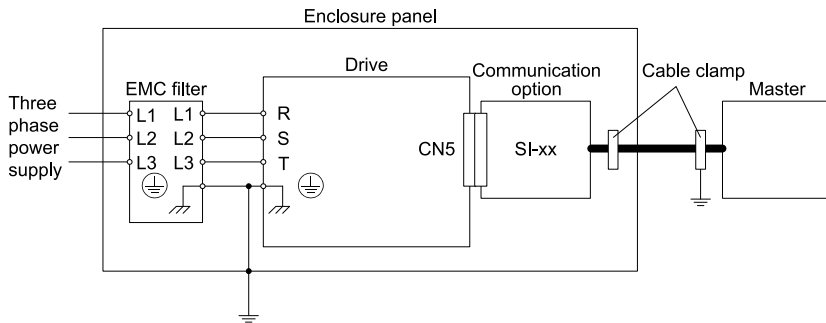 Enclosure panel
Drive
EMC filter
Communication
option
Cable clamp
Master
Three
phase
power
supply
L1 L1 R
L2 L2 S
L3 L3 T
CN5
SI-xx